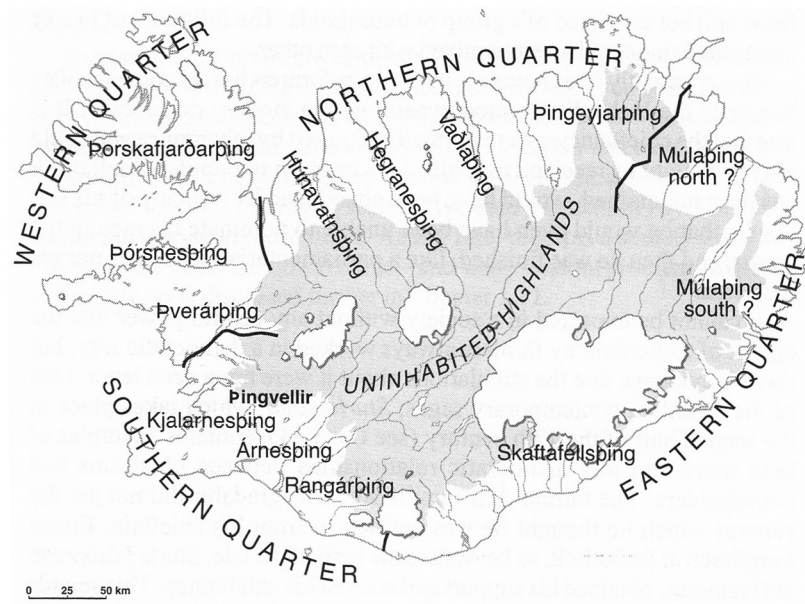 NORTHERN QUARTER
WESTERN QUARTER
Þingeyjarþing
Þorskafjarðarþing
Húnavatnsþing
Hegranesþing
Vaðlaþing
Múlaþing
north ?
Þórsnesþing
Múlaþing
south ?
Þverárþing
UNINHABITED HIGHLANDS
Þingvellir
Kjalarnesþing
Árnesþing
Rangárþing
Skaftafellsþing
SOUTHERN QUARTER
EASTERN QUARTER
0 25 50 km